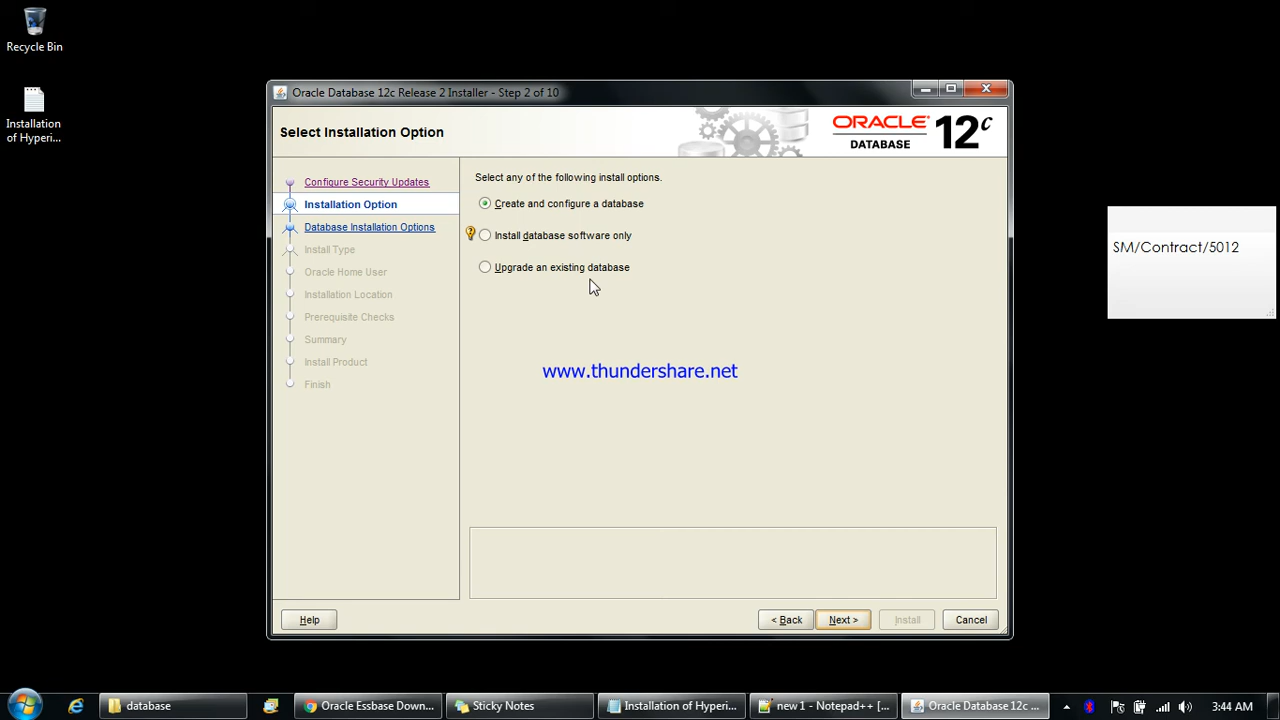 Recycle Bin
Installation
of Hyperi...
Oracle Database 12c Release 2 Installer - Step 2 of 10
Select Installation Option
ORACLE
DATABASE
12c
Configure Security Updates
Installation Option
Database Installation Options
Install Type
Oracle Home User
Installation Location
Prerequisite Checks
Summary
Install Product
Finish
Select any of the following install options.
Create and configure a database
Install database software only
Upgrade an existing database
www.thundershare.net
SM/Contract/5012
Help
< Back
Next >
Install
Cancel
database
Oracle Essbase Down...
Sticky Notes
Installation of Hyperi...
new 1 - Notepad++ [...
Oracle Database 12c ...
3:44 AM